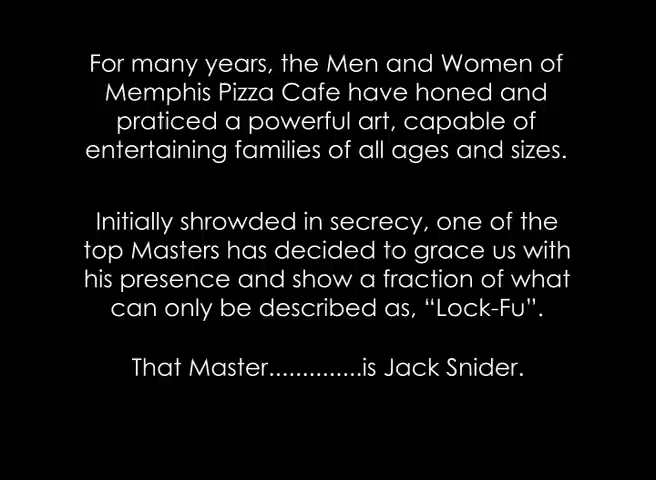 For many years, the Men and Women of
Memphis Pizza Cafe have honed and
praticed a powerful art, capable of
entertaining families of all ages and sizes.
Initially shrowded in secrecy, one of the
top Masters has decided to grace us with
his presence and show a fraction of what
can only be described as, “Lock-Fu”.
That Master..............is Jack Snider.